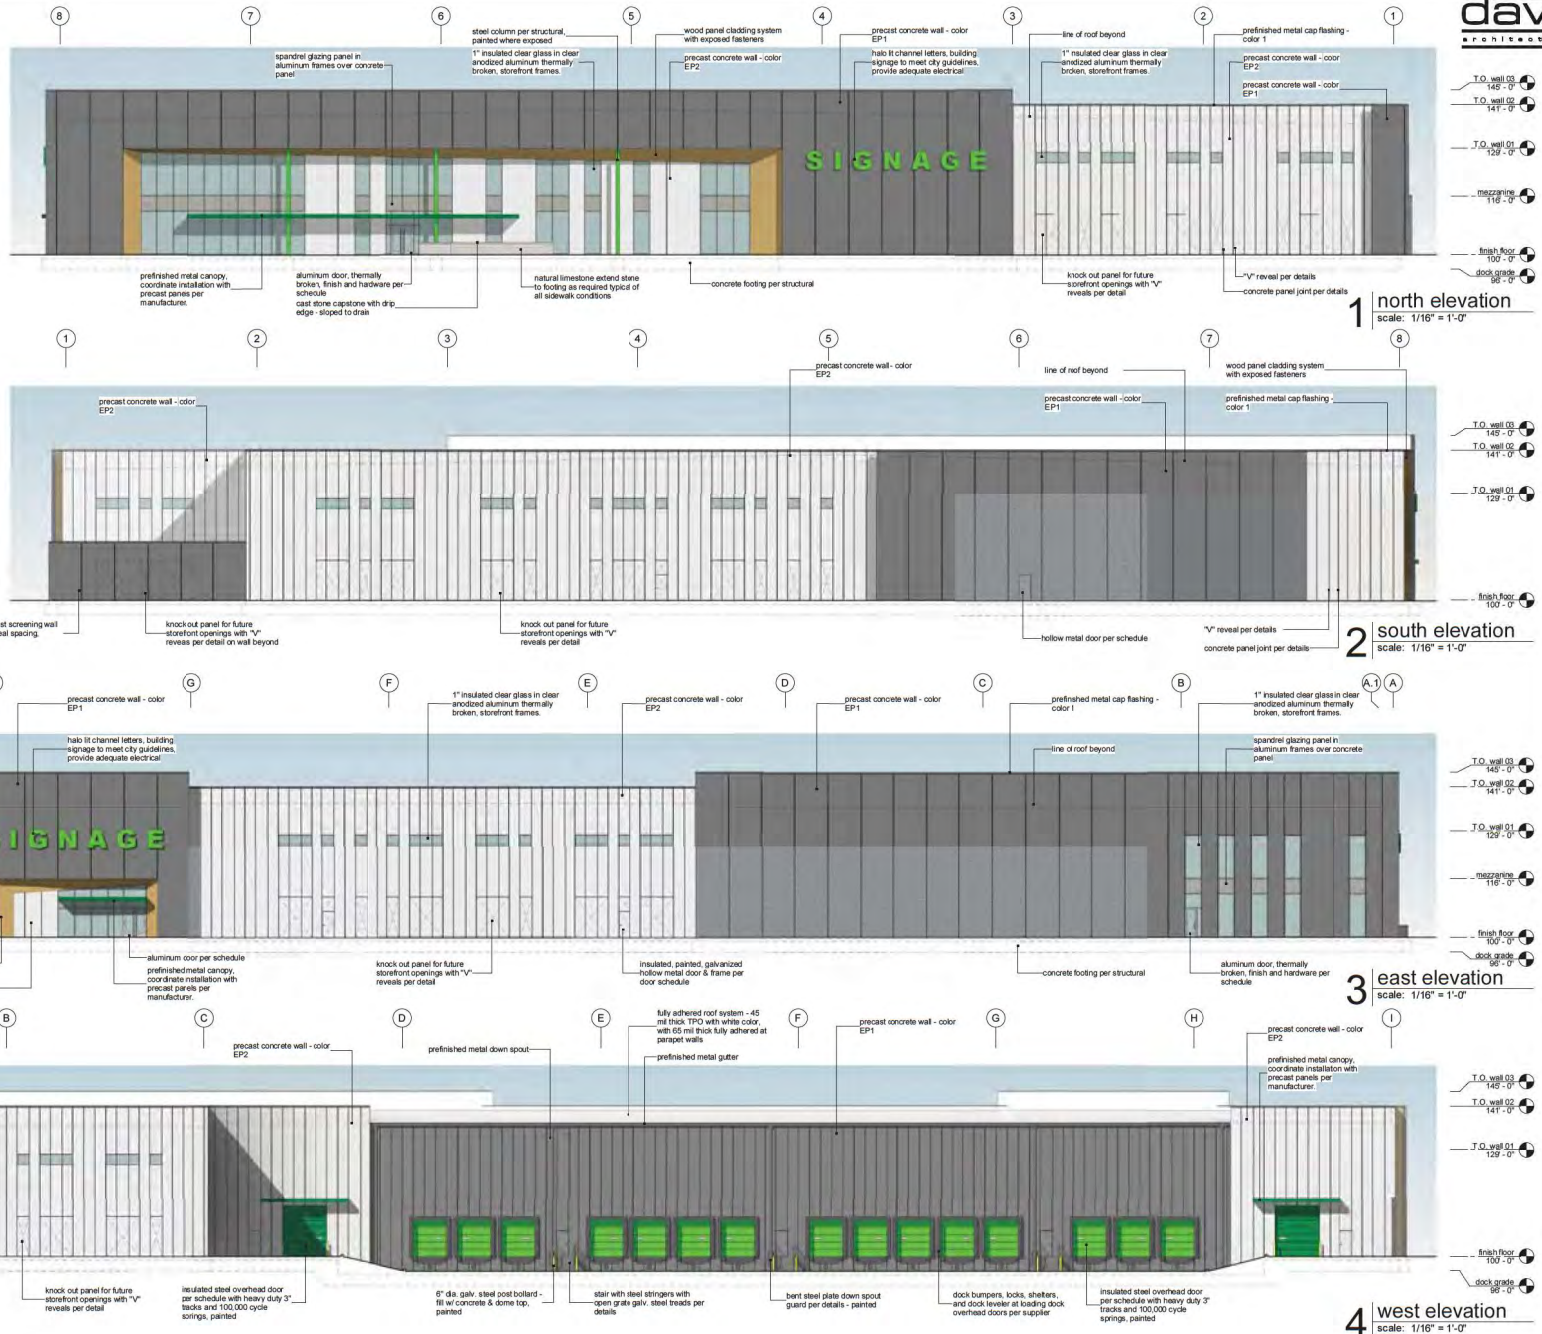 8
7
6
5
4
3
2
1
dav
architect
steel column per structural,
painted where exposed
wood panel cladding system
with exposed fasteners
precast concrete wall - color
EP1
line of roof beyond
prefinished metal cap flashing -
color 1
spandrel glazing panel in
aluminum frames over concrete
panel
1" insulated clear glass in clear
anodized aluminum thermally
broken, storefront frames.
precast concrete wall - color
EP2
halo lit channel letters, building
signage to meet city guidelines,
provide adequate electrical
1" insulated clear glass in clear
anodized aluminum thermally
broken, storefront frames.
precast concrete wall - color
EP2
precast concrete wall - color
EP1
T.O. wall 03
145' - 0"
T.O. wall 02
141' - 0"
T.O. wall 01
129' - 0"
mezzanine
116' - 0"
finish floor
100' - 0"
dock grade
96' - 0"
SIGNAGE
prefinished metal canopy,
coordinate installation with
precast panes per
manufacturer.
aluminum door, thermally
broken, finish and hardware per
schedule
cast stone capstone with drip
edge - sloped to drain
natural limestone extend stone
to footing as required typical of
all sidewalk conditions
concrete footing per structural
knock out panel for future
storefront openings with "V"
reveals per detail
"V" reveal per details
concrete panel joint per details
1 north elevation
scale: 1/16" = 1'-0"
1
2
3
4
5
6
7
8
precast concrete wall - color
EP2
precast concrete wall - color
EP2
line of roof beyond
precast concrete wall - color
EP1
wood panel cladding system
with exposed fasteners
prefinished metal cap flashing -
color 1
T.O. wall 03
145' - 0"
T.O. wall 02
141' - 0"
T.O. wall 01
129' - 0"
finish floor
100' - 0"
st screening wall
eal spacing.
knock out panel for future
storefront openings with "V"
reveas per detail on wall beyond
knock out panel for future
storefront openings with "V"
reveals per detail
hollow metal door per schedule
"V" reveal per details
concrete panel joint per details
2 south elevation
scale: 1/16" = 1'-0"
G
F
E
D
C
B
A.1
A
precast concrete wall - color
EP1
halo lit channel letters, building
signage to meet city guidelines,
provide adequate electrical
1" insulated clear glass in clear
anodized aluminum thermally
broken, storefront frames.
precast concrete wall - color
EP2
precast concrete wall - color
EP1
prefinshed metal cap flashing -
color 1
line of roof beyond
1" insulated clear glass in clear
anodized aluminum thermally
broken, storefront frames.
spandrel glazing panel in
aluminum frames over concrete
panel
T.O. wall 03
145' - 0"
T.O. wall 02
141' - 0"
T.O. wall 01
129' - 0"
mezzanine
116' - 0"
finish floor
100' - 0"
dock grade
96' - 0"
IGNAGE
aluminum door per schedule
prefinished metal canopy,
coordinate nstallation with
precast panels per
manufacturer.
knock out panel for future
storefront openings with "V"
reveals per detail
insulated, painted, galvanized
hollow metal door & frame per
door schedule
concrete footing per structural
aluminum door, thermally
broken, finish and hardware per
schedule
3 east elevation
scale: 1/16" = 1'-0"
B
C
D
E
F
G
H
I
precast concrete wall - color
EP2
prefinished metal down spout
fully adhered roof system - 45
mil thick TPO with white color,
with 65 mil thick fully adhered at
parapet walls
prefinished metal gutter
precast concrete wall - color
EP1
precast concrete wall - color
EP2
prefinished metal canopy,
coordinate installation with
precast panels per
manufacturer.
T.O. wall 03
145' - 0"
T.O. wall 02
141' - 0"
T.O. wall 01
129' - 0"
finish floor
100' - 0"
dock grade
96' - 0"
knock out panel for future
storefront openings with "V"
reveals per detail
insulated steel overhead door
per schedule with heavy duty 3"
tracks and 100,000 cycle
springs, painted
6" dia. galv. steel post bollard -
fill w/ concrete & dome top,
painted
stair with steel stringers with
open grate galv. steel treads per
details
bent steel plate down spout
guard per details - painted
dock bumpers, locks, shelters,
and dock leveler at loading dock
overhead doors per supplier
insulated steel overhead door
per schedule with heavy duty 3"
tracks and 100,000 cycle
springs, painted
4 west elevation
scale: 1/16" = 1'-0"